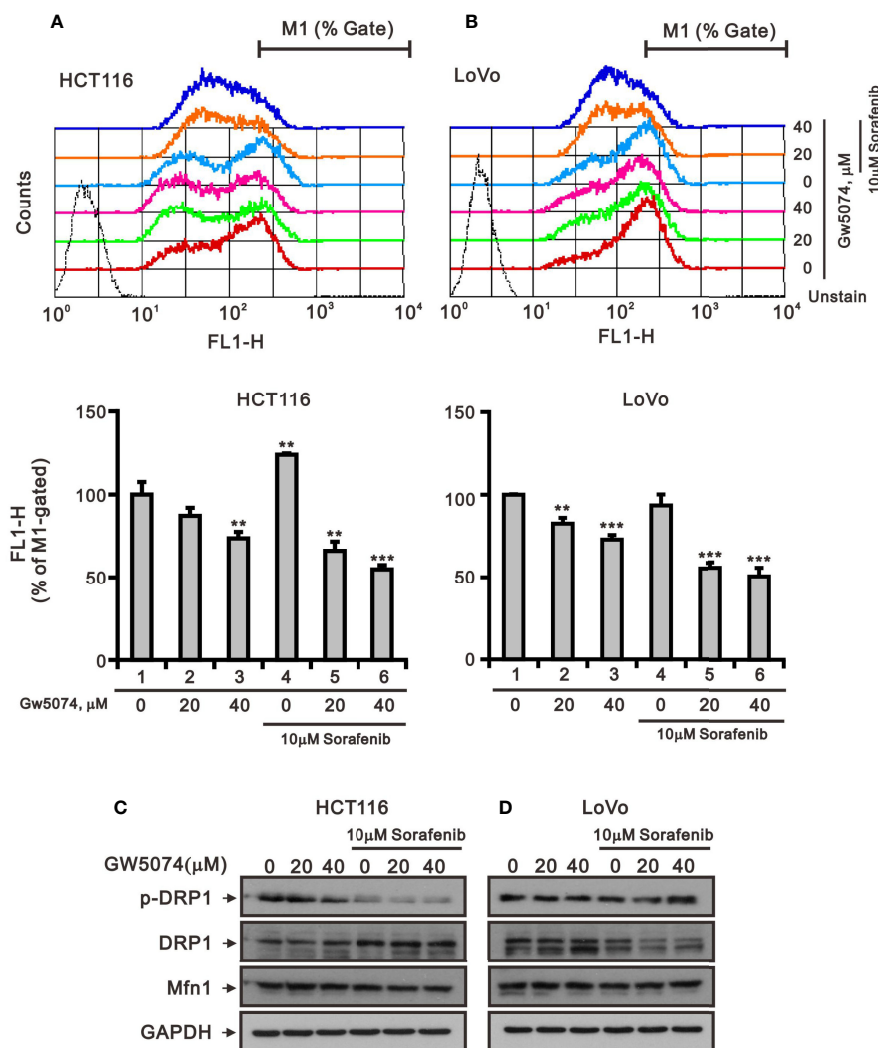 A
B
M1 (% Gate)
M1 (% Gate)
HCT116
LoVo
Counts
40
20
0
40
20
0
Unstain
Gw5074, µM
10µM Sorafenib
10⁰ 10¹ 10² 10³ 10⁴
10⁰ 10¹ 10² 10³ 10⁴
FL1-H
FL1-H
HCT116
LoVo
FL1-H
(% of M1-gated)
150
100
50
0
**
**
**
***
150
100
50
0
**
***
***
***
1 2 3 4 5 6
1 2 3 4 5 6
Gw5074, µM 0 20 40 0 20 40
0 20 40 0 20 40
10µM Sorafenib
10µM Sorafenib
C
HCT116
D
LoVo
10µM Sorafenib
10µM Sorafenib
GW5074(µM) 0 20 40 0 20 40
0 20 40 0 20 40
p-DRP1
DRP1
Mfn1
GAPDH